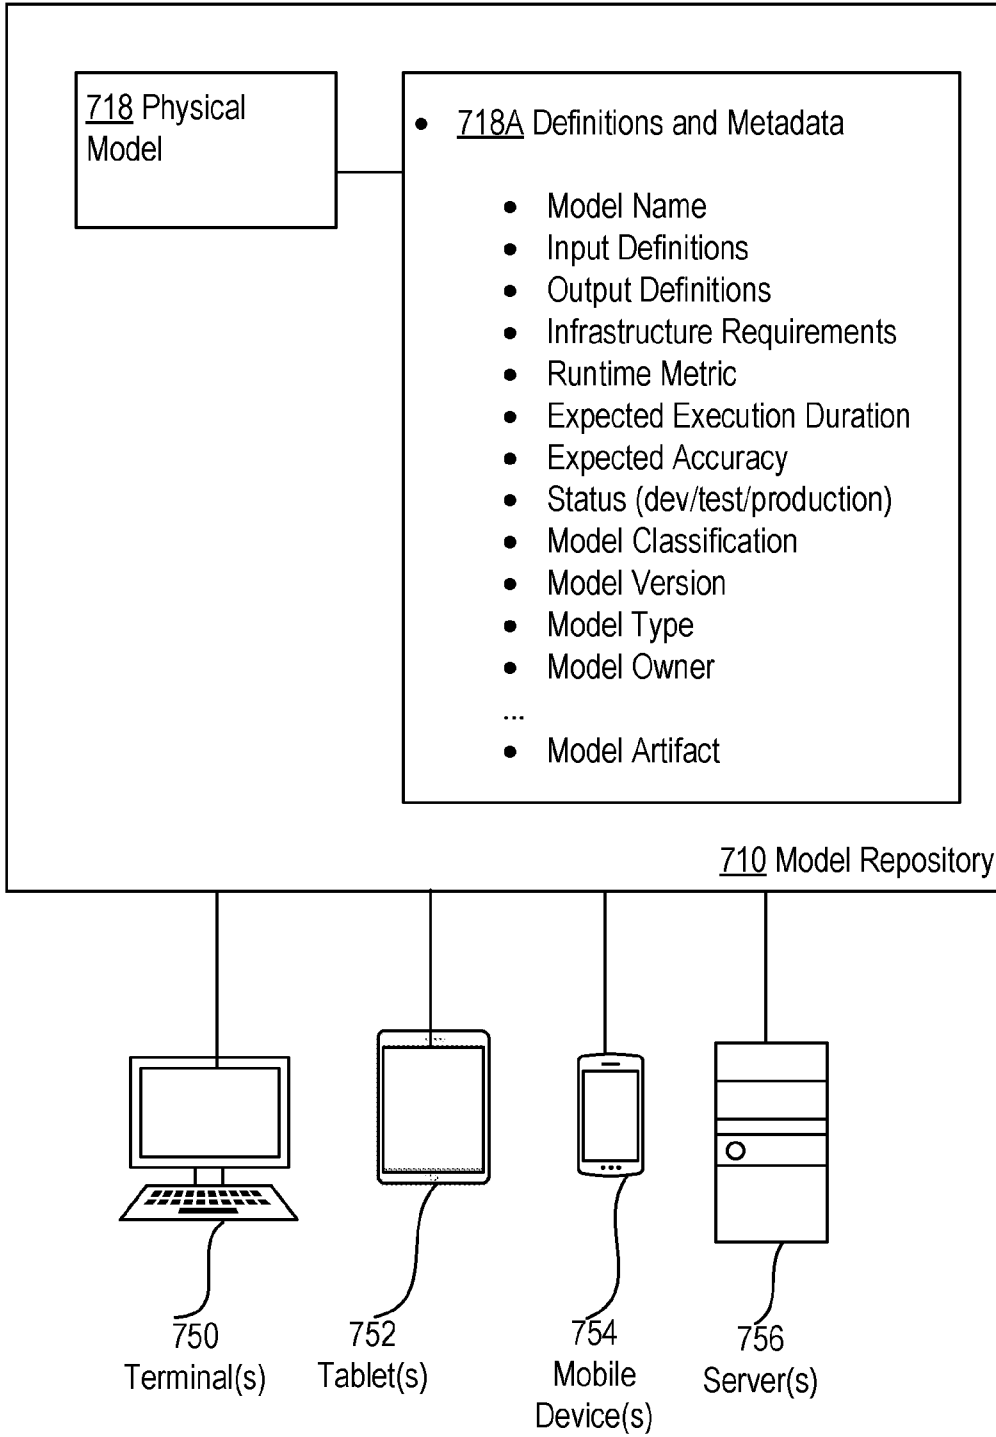 718 Physical
Model
• 718A Definitions and Metadata
• Model Name
• Input Definitions
• Output Definitions
• Infrastructure Requirements
• Runtime Metric
• Expected Execution Duration
• Expected Accuracy
• Status (dev/test/production)
• Model Classification
• Model Version
• Model Type
• Model Owner
...
• Model Artifact
710 Model Repository
750
Terminal(s)
752
Tablet(s)
754
Mobile
Device(s)
756
Server(s)